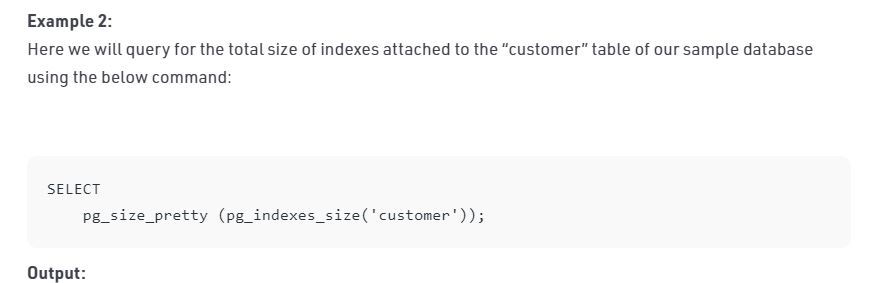 Example 2:
Here we will query for the total size of indexes attached to the “customer” table of our sample database
using the below command:
SELECT
    pg_size_pretty (pg_indexes_size('customer'));
Output: